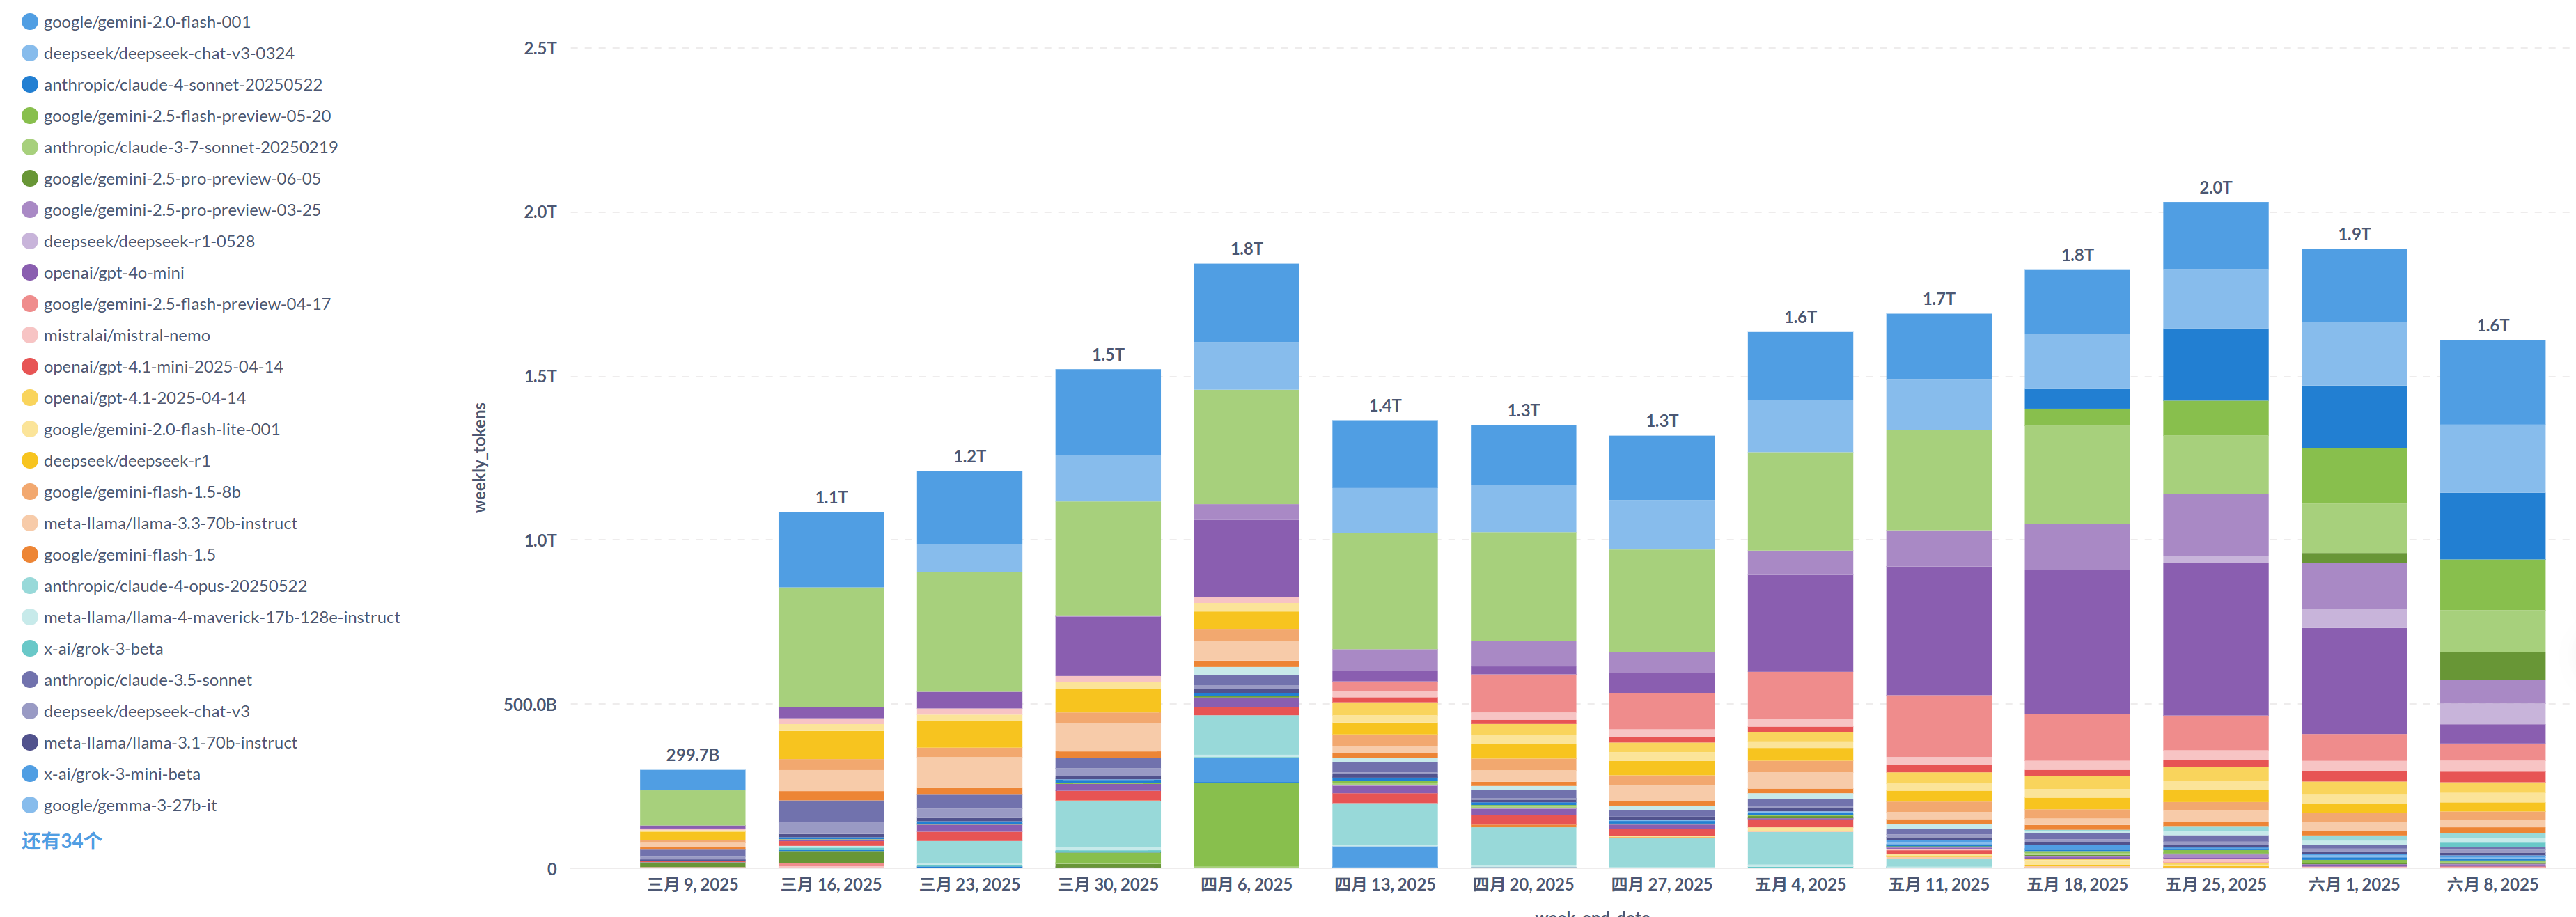 google/gemini-2.0-flash-001
deepseek/deepseek-chat-v3-0324
anthropic/claude-4-sonnet-20250522
google/gemini-2.5-flash-preview-05-20
anthropic/claude-3-7-sonnet-20250219
google/gemini-2.5-pro-preview-06-05
google/gemini-2.5-pro-preview-03-25
deepseek/deepseek-r1-0528
openai/gpt-4o-mini
google/gemini-2.5-flash-preview-04-17
mistralai/mistral-nemo
openai/gpt-4.1-mini-2025-04-14
openai/gpt-4.1-2025-04-14
google/gemini-2.0-flash-lite-001
deepseek/deepseek-r1
google/gemini-flash-1.5-8b
meta-llama/llama-3.3-70b-instruct
google/gemini-flash-1.5
anthropic/claude-4-opus-20250522
meta-llama/llama-4-maverick-17b-128e-instruct
x-ai/grok-3-beta
anthropic/claude-3.5-sonnet
deepseek/deepseek-chat-v3
meta-llama/llama-3.1-70b-instruct
x-ai/grok-3-mini-beta
google/gemma-3-27b-it
还有34个
weekly_tokens
2.5T
2.0T
1.5T
1.0T
500.0B
0
299.7B
1.1T
1.2T
1.5T
1.8T
1.4T
1.3T
1.3T
1.6T
1.7T
1.8T
2.0T
1.9T
1.6T
三月 9, 2025
三月 16, 2025
三月 23, 2025
三月 30, 2025
四月 6, 2025
四月 13, 2025
四月 20, 2025
四月 27, 2025
五月 4, 2025
五月 11, 2025
五月 18, 2025
五月 25, 2025
六月 1, 2025
六月 8, 2025
week_end_date